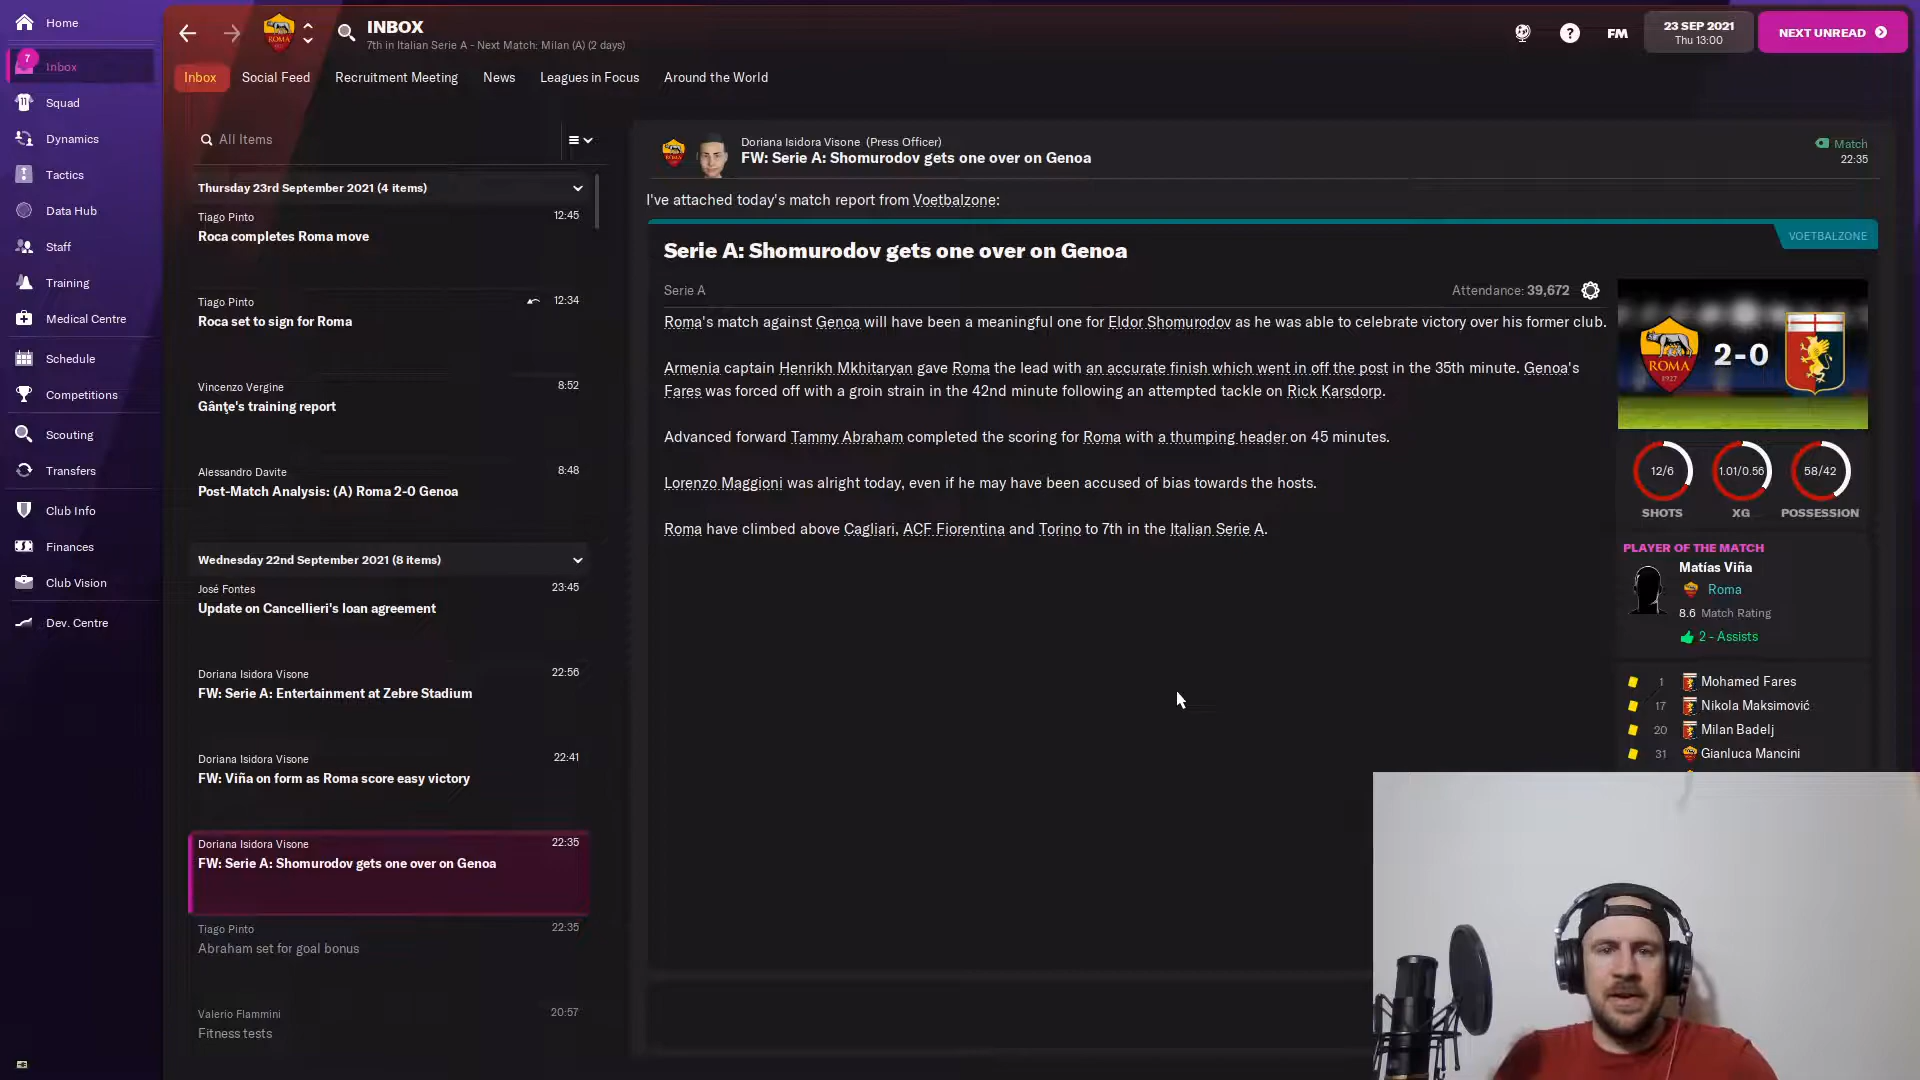 Home
7
Inbox
Squad
Dynamics
Tactics
Data Hub
Staff
Training
Medical Centre
Schedule
Competitions
Scouting
Transfers
Club Info
Finances
Club Vision
Dev. Centre
INBOX
7th in Italian Serie A - Next Match: Milan (A) (2 days)
FM
23 SEP 2021
Thu 13:00
NEXT UNREAD
Inbox
Social Feed
Recruitment Meeting
News
Leagues in Focus
Around the World
All Items
Thursday 23rd September 2021 (4 items)
Tiago Pinto 12:45
Roca completes Roma move
Tiago Pinto 12:34
Roca set to sign for Roma
Vincenzo Vergine 8:52
Gânţe's training report
Alessandro Davite 8:48
Post-Match Analysis: (A) Roma 2-0 Genoa
Wednesday 22nd September 2021 (8 items)
José Fontes 23:45
Update on Cancellieri's loan agreement
Doriana Isidora Visone 22:56
FW: Serie A: Entertainment at Zebre Stadium
Doriana Isidora Visone 22:41
FW: Viña on form as Roma score easy victory
Doriana Isidora Visone 22:35
FW: Serie A: Shomurodov gets one over on Genoa
Tiago Pinto 22:35
Abraham set for goal bonus
Valerio Flammini 20:57
Fitness tests
Doriana Isidora Visone (Press Officer)
FW: Serie A: Shomurodov gets one over on Genoa
Match
22:35
I've attached today's match report from Voetbalzone:
VOETBALZONE
Serie A: Shomurodov gets one over on Genoa
Serie A
Attendance: 39,672
Roma's match against Genoa will have been a meaningful one for Eldor Shomurodov as he was able to celebrate victory over his former club.
Armenia captain Henrikh Mkhitaryan gave Roma the lead with an accurate finish which went in off the post in the 35th minute. Genoa's
Fares was forced off with a groin strain in the 42nd minute following an attempted tackle on Rick Karsdorp.
Advanced forward Tammy Abraham completed the scoring for Roma with a thumping header on 45 minutes.
Lorenzo Maggioni was alright today, even if he may have been accused of bias towards the hosts.
Roma have climbed above Cagliari, ACF Fiorentina and Torino to 7th in the Italian Serie A.
ROMA
1927
2-0
12/6
1.01/0.56
58/42
SHOTS
XG
POSSESSION
PLAYER OF THE MATCH
Matías Viña
Roma
8.6 Match Rating
2 - Assists
1 Mohamed Fares
17 Nikola Maksimović
20 Milan Badelj
31 Gianluca Mancini